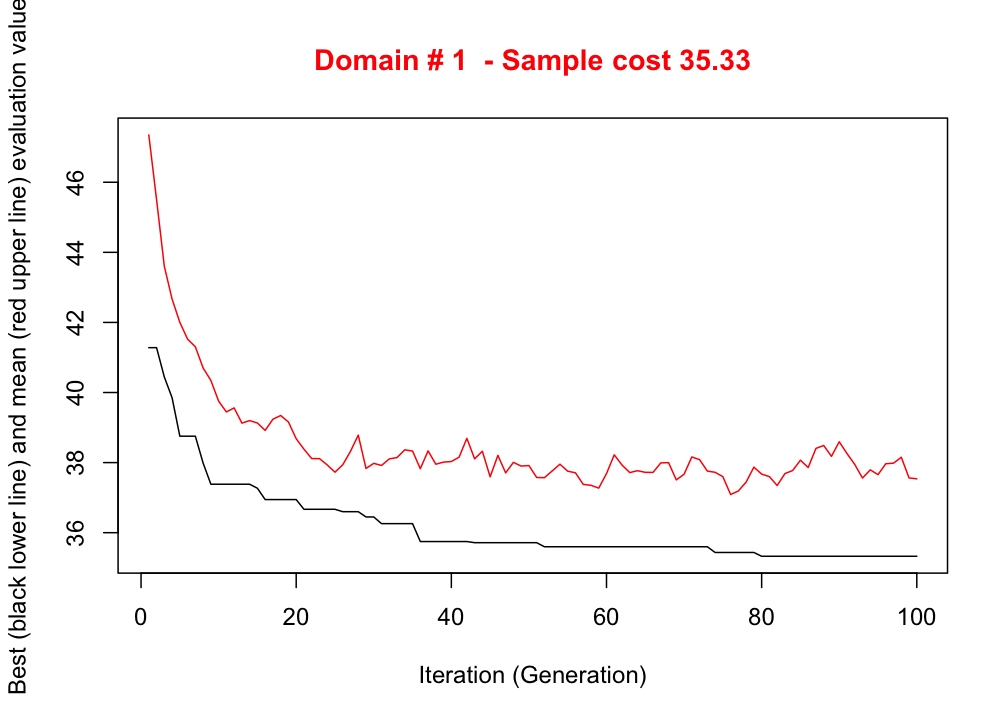 Domain # 1  - Sample cost 35.33
Best (black lower line) and mean (red upper line) evaluation value
46
44
42
40
38
36
0 20 40 60 80 100
Iteration (Generation)